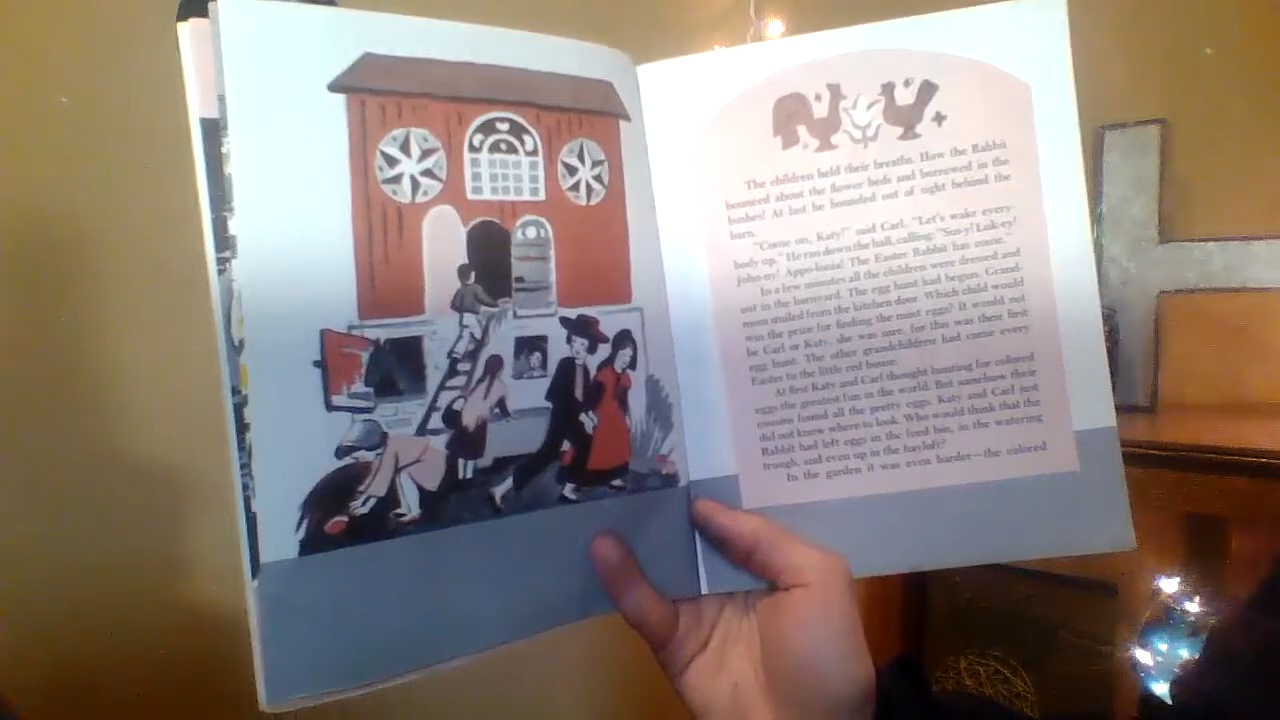 The children held their breaths. How the Rabbit
bounced about the flower beds and burrowed in the
bushes! At last he bounded out of sight behind the
barn.
"Come on, Katy!" said Carl. "Let's wake every-
body up." He ran down the hall, calling: "Sus-y! Luk-ey!
John-ny! Appo-lonia! The Easter Rabbit has come."
In a few minutes all the children were dressed and
out in the barnyard. The egg hunt had begun. Grand-
mom smiled from the kitchen door. Which child would
win the prize for finding the most eggs? It would not
be Carl or Katy, she was sure, for this was their first
egg hunt. The other grandchildren had come every
Easter to the little red house.
At first Katy and Carl thought hunting for colored
eggs the greatest fun in the world. But somehow their
cousins found all the pretty eggs. Katy and Carl just
did not know where to look. Who would think that the
Rabbit had left eggs in the feed bin, in the watering
trough, and even up in the hayloft?
In the garden it was even harder—the colored